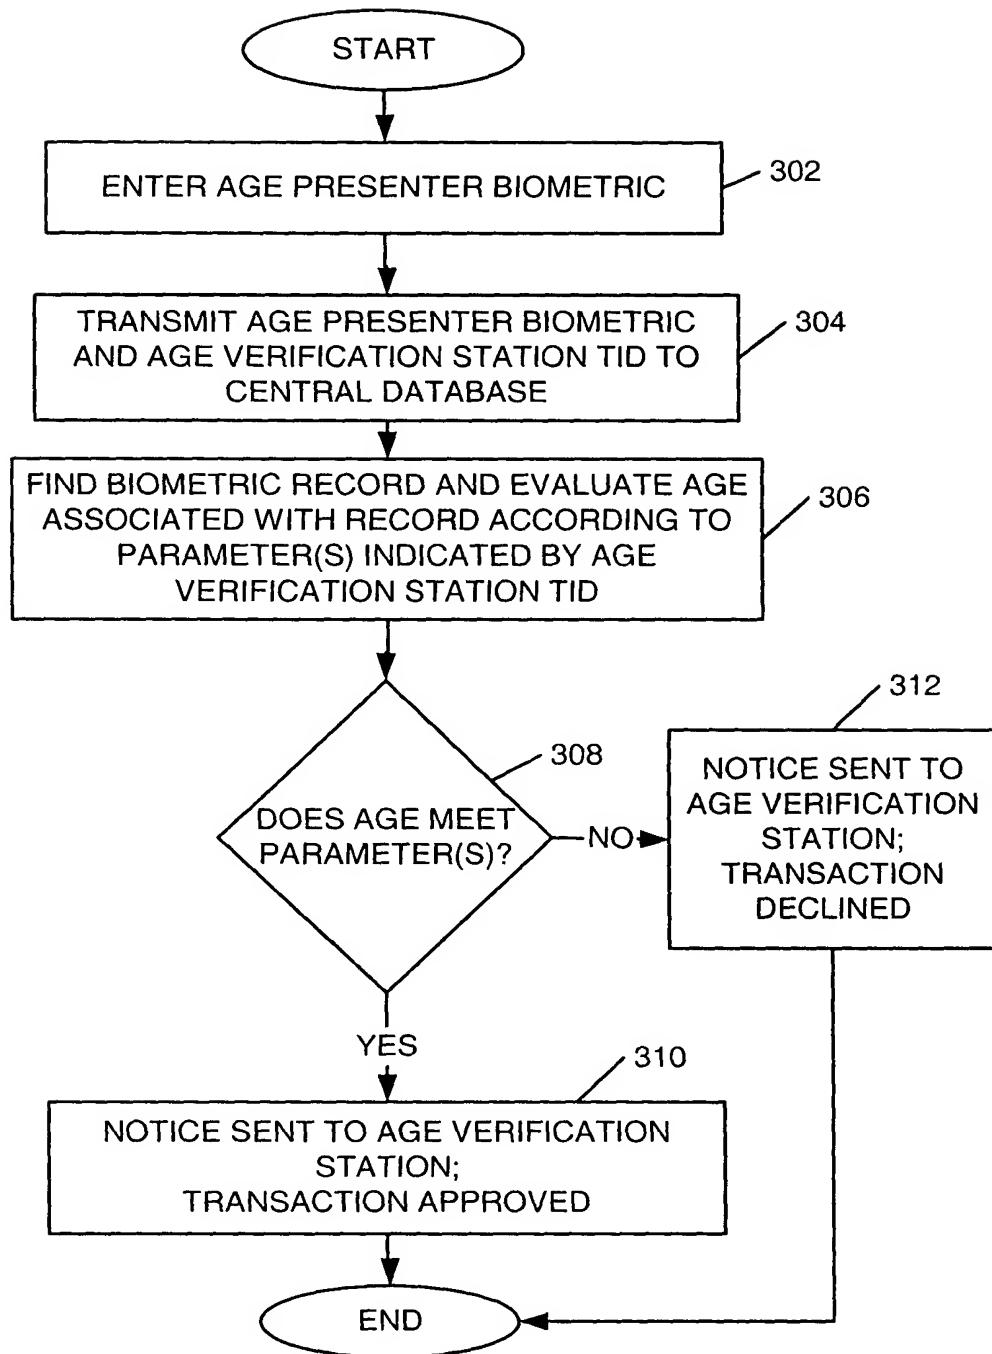 START
ENTER AGE PRESENTER BIOMETRIC
302
TRANSMIT AGE PRESENTER BIOMETRIC
AND AGE VERIFICATION STATION TID TO
CENTRAL DATABASE
304
FIND BIOMETRIC RECORD AND EVALUATE AGE
ASSOCIATED WITH RECORD ACCORDING TO
PARAMETER(S) INDICATED BY AGE
VERIFICATION STATION TID
306
DOES AGE MEET
PARAMETER(S)?
308
NO
312
NOTICE SENT TO
AGE VERIFICATION
STATION;
TRANSACTION
DECLINED
YES
310
NOTICE SENT TO AGE VERIFICATION
STATION;
TRANSACTION APPROVED
END